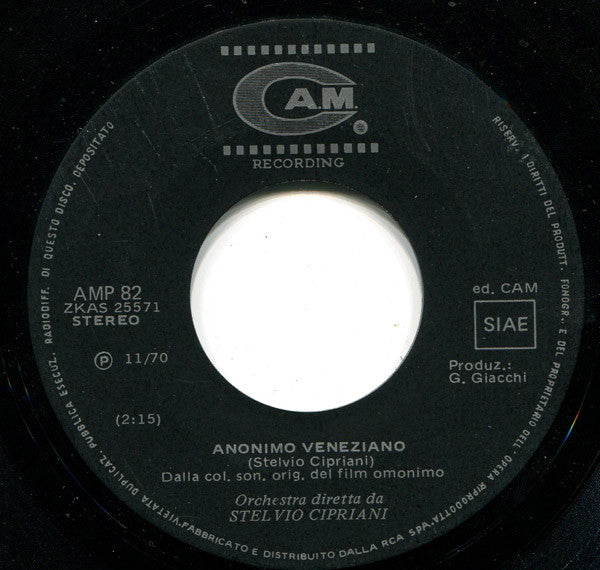 CAM.
RECORDING
AMP 82
ZKAS 25571
STEREO
Ⓟ 11/70
(2:15)
ed. CAM
SIAE
Produz.:
G. Giacchi
ANONIMO VENEZIANO
(Stelvio Cipriani)
Dalla col. son. orig. del film omonimo
Orchestra diretta da
STELVIO CIPRIANI
RISERV. I DIRITTI DEL PRODUTT. FONOGR. E DEL PROPRIETARIO DELL'OPERA RIPRODOTTA. VIETATA DUPLICAZ. PUBBLICA ESECUZ. RADIODIFF. DI QUESTO DISCO. DEPOSITATO
FABBRICATO E DISTRIBUITO DALLA RCA SpA.